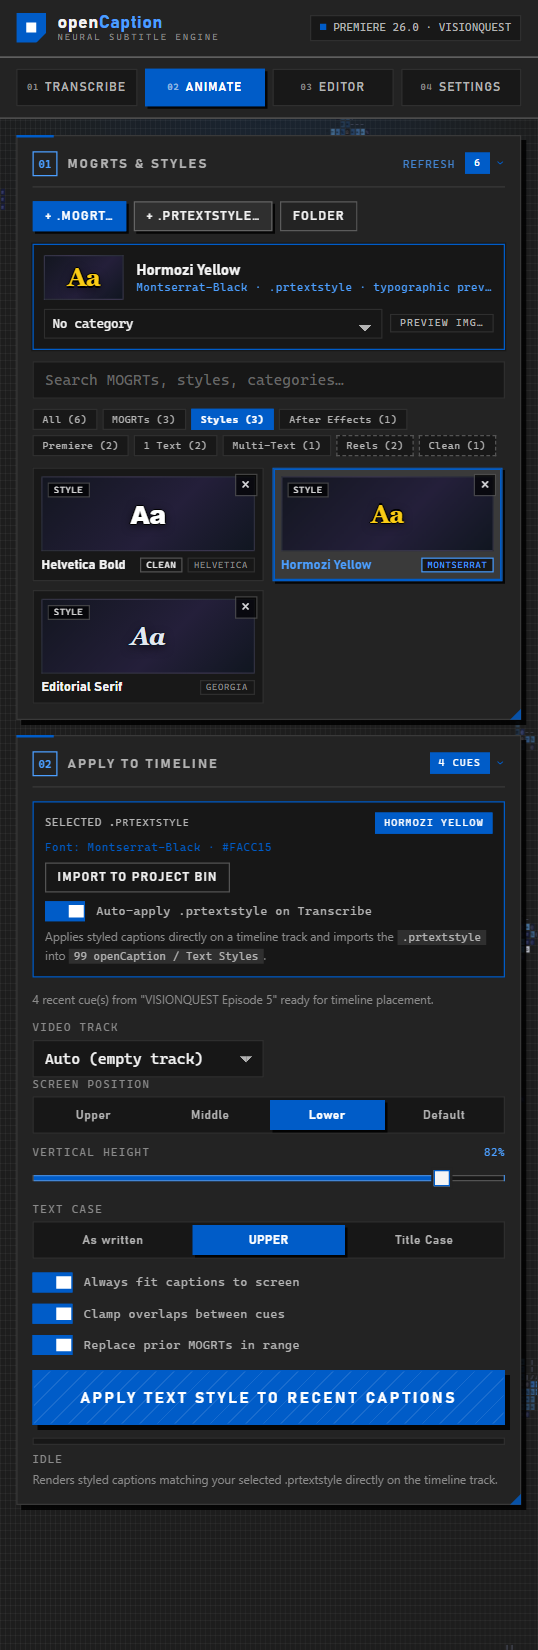 openCaption
NEURAL SUBTITLE ENGINE
PREMIERE 26.0 · VISIONQUEST
01 TRANSCRIBE
02 ANIMATE
03 EDITOR
04 SETTINGS
01 MOGRTS & STYLES
REFRESH
6
+ .MOGRT…
+ .PRTEXTSTYLE…
FOLDER
Aa
Hormozi Yellow
Montserrat-Black · .prtextstyle · typographic prev…
No category
PREVIEW IMG…
Search MOGRTs, styles, categories…
All (6)
MOGRTs (3)
Styles (3)
After Effects (1)
Premiere (2)
1 Text (2)
Multi-Text (1)
Reels (2)
Clean (1)
STYLE
×
Aa
Helvetica Bold
CLEAN
HELVETICA
STYLE
×
Aa
Hormozi Yellow
MONTSERRAT
STYLE
×
Aa
Editorial Serif
GEORGIA
02 APPLY TO TIMELINE
4 CUES
SELECTED .PRTEXTSTYLE
HORMOZI YELLOW
Font: Montserrat-Black · #FACC15
IMPORT TO PROJECT BIN
Auto-apply .prtextstyle on Transcribe
Applies styled captions directly on a timeline track and imports the .prtextstyle
into 99 openCaption / Text Styles.
4 recent cue(s) from "VISIONQUEST Episode 5" ready for timeline placement.
VIDEO TRACK
Auto (empty track)
SCREEN POSITION
Upper
Middle
Lower
Default
VERTICAL HEIGHT
82%
TEXT CASE
As written
UPPER
Title Case
Always fit captions to screen
Clamp overlaps between cues
Replace prior MOGRTs in range
APPLY TEXT STYLE TO RECENT CAPTIONS
IDLE
Renders styled captions matching your selected .prtextstyle directly on the timeline track.